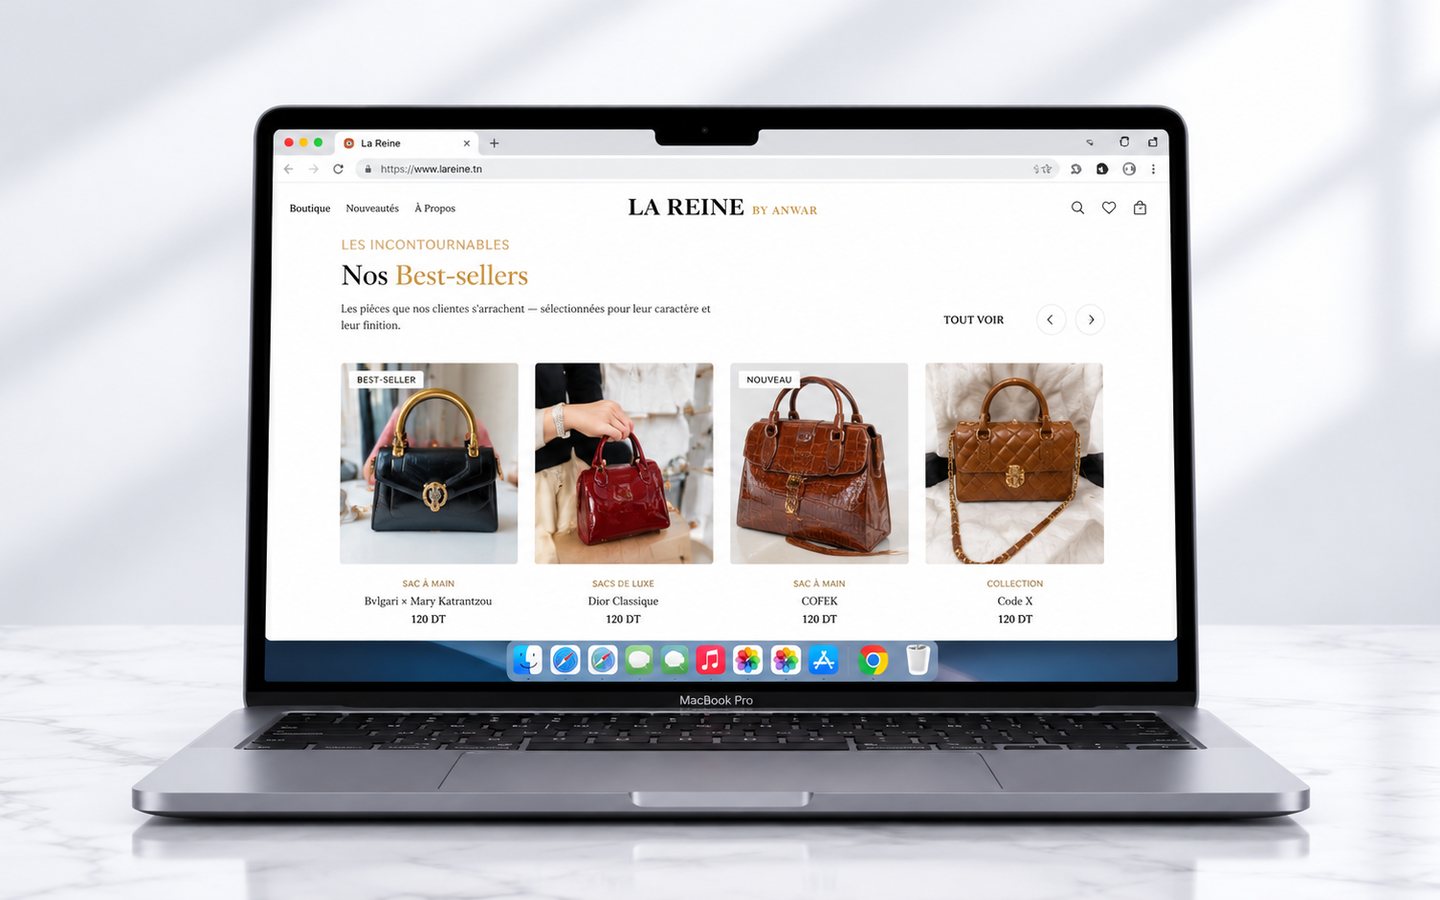 La Reine
https://www.lareine.tn
Boutique Nouveautés À Propos
LA REINE BY ANWAR
LES INCONTOURNABLES
Nos Best-sellers
Les pièces que nos clientes s'arrachent — sélectionnées pour leur caractère et
leur finition.
TOUT VOIR
BEST-SELLER
NOUVEAU
SAC À MAIN
Bvlgari × Mary Katrantzou
120 DT
SACS DE LUXE
Dior Classique
120 DT
SAC À MAIN
COFEK
120 DT
COLLECTION
Code X
120 DT
MacBook Pro